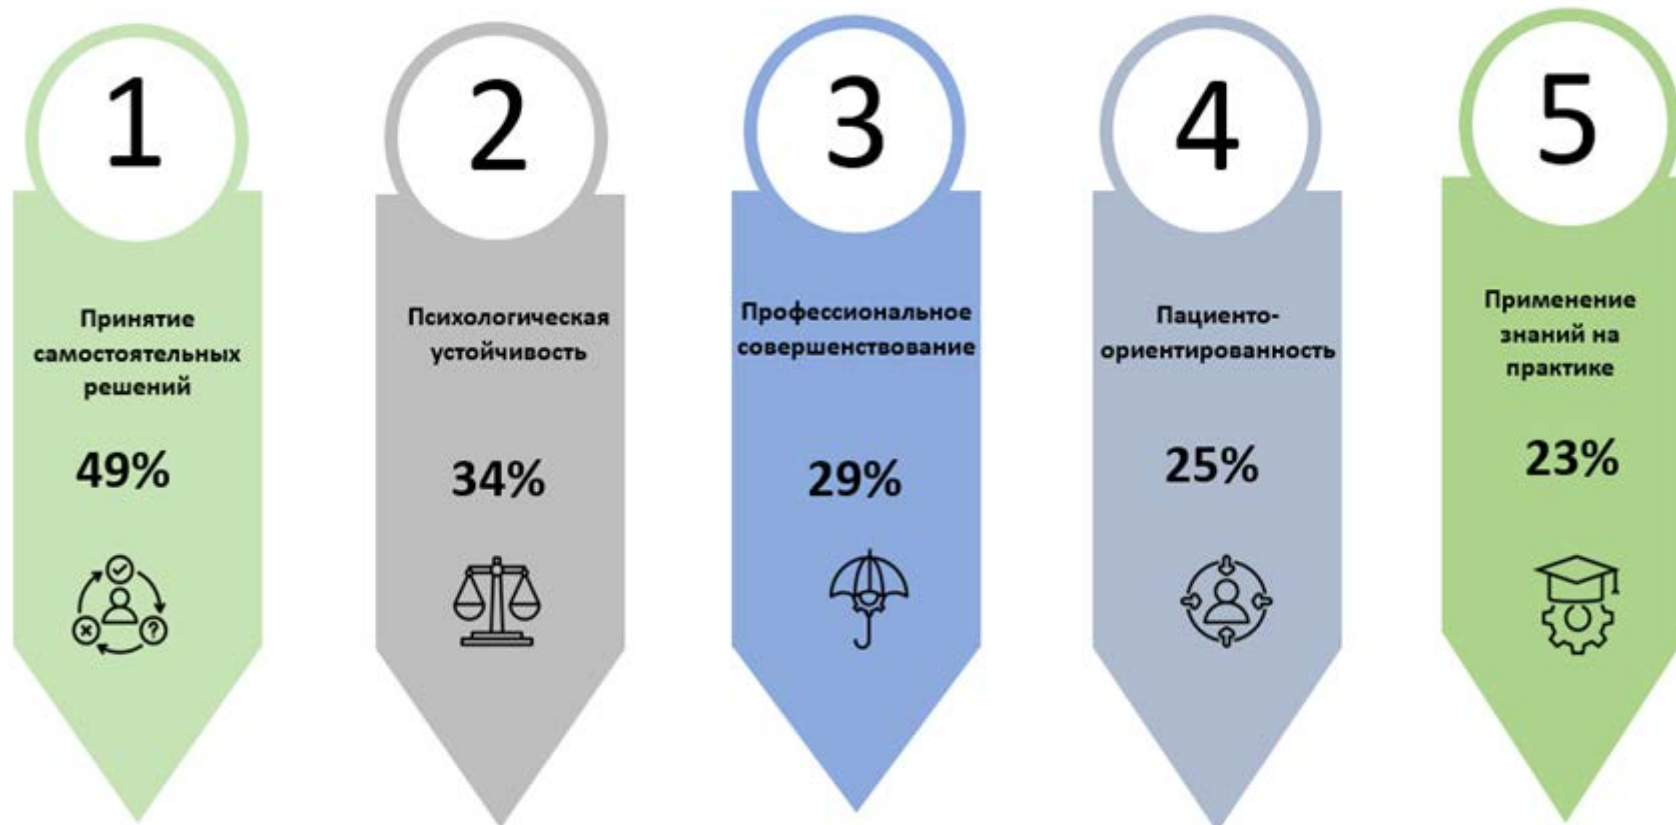 1
Принятие
самостоятельных
решений
49%
2
Психологическая
устойчивость
34%
3
Профессиональное
совершенствование
29%
4
Пациенто-
ориентированность
25%
5
Применение
знаний на
практике
23%